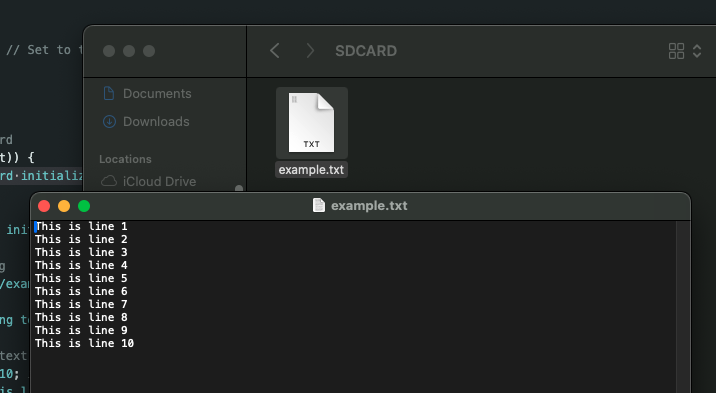 // Set to t
SDCARD
Documents
Downloads
Locations
iCloud Drive
TXT
example.txt
rd
t)) {
rd·initializ
example.txt
This is line 1
This is line 2
This is line 3
This is line 4
This is line 5
This is line 6
This is line 7
This is line 8
This is line 9
This is line 10
init
g
/exam
ng to
text
10;
is l